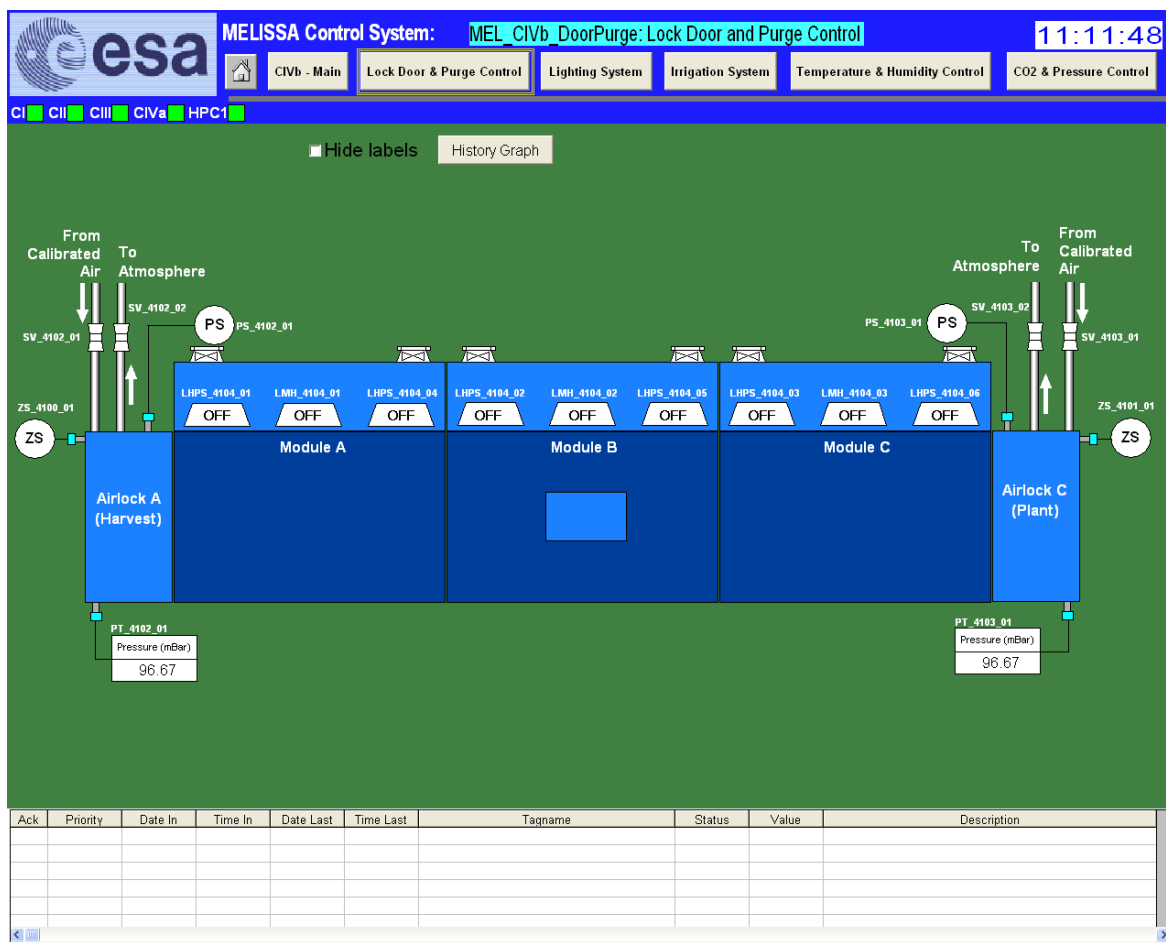 esa
MELISSA Control System: MEL_CIVb_DoorPurge: Lock Door and Purge Control
11:11:48
CIVb - Main
Lock Door & Purge Control
Lighting System
Irrigation System
Temperature & Humidity Control
CO2 & Pressure Control
CI CII CIII CIVa HPC1
Hide labels
History Graph
From
Calibrated
Air
To
Atmosphere
To
Atmosphere
From
Calibrated
Air
SV_4102_01
SV_4102_02
PS
PS_4102_01
PS_4103_01
PS
SV_4103_02
SV_4103_01
LHPS_4104_01 LMH_4104_01 LHPS_4104_04 LHPS_4104_02 LMH_4104_02 LHPS_4104_05 LHPS_4104_03 LMH_4104_03 LHPS_4104_06
OFF OFF OFF OFF OFF OFF OFF OFF OFF
ZS_4100_01
ZS
ZS_4101_01
ZS
Module A
Module B
Module C
Airlock A
(Harvest)
Airlock C
(Plant)
PT_4102_01
Pressure (mBar)
96.67
PT_4103_01
Pressure (mBar)
96.67
Ack Priority Date In Time In Date Last Time Last Tagname Status Value Description